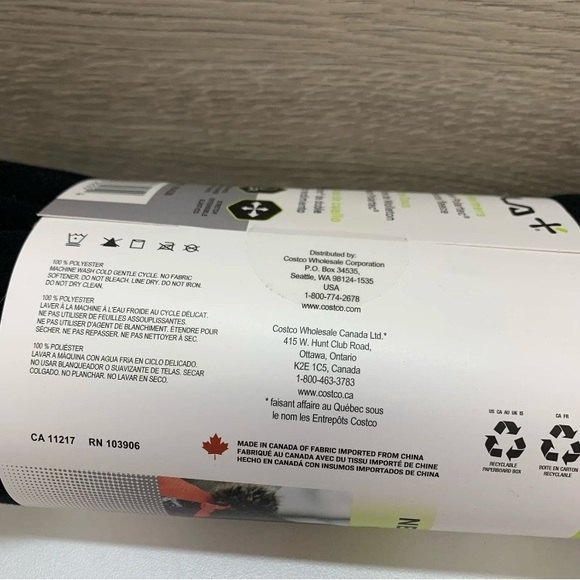 100 % POLYESTER
MACHINE WASH COLD GENTLE CYCLE. NO FABRIC
SOFTENER. DO NOT BLEACH. LINE DRY. DO NOT IRON.
DO NOT DRY CLEAN.
100 % POLYESTER
LAVER À LA MACHINE À L'EAU FROIDE AU CYCLE DÉLICAT.
NE PAS UTILISER DE FEUILLES ASSOUPLISSANTES.
NE PAS UTILISER D'AGENT DE BLANCHIMENT. ÉTENDRE POUR
SÉCHER. NE PAS REPASSER. NE PAS NETTOYER À SEC.
100 % POLIÉSTER
LAVAR A MÁQUINA CON AGUA FRIA EN CICLO DELICADO.
NO USAR BLANQUEADOR O SUAVIZANTE DE TELAS. SECAR
COLGADO. NO PLANCHAR. NO LAVAR EN SECO.
CA 11217 RN 103906
Distributed by:
Costco Wholesale Corporation
P.O. Box 34535,
Seattle, WA 98124-1535
USA
1-800-774-2678
www.costco.com
Costco Wholesale Canada Ltd.*
415 W. Hunt Club Road,
Ottawa, Ontario
K2E 1C5, Canada
1-800-463-3783
www.costco.ca
* faisant affaire au Québec sous
le nom les Entrepôts Costco
MADE IN CANADA OF FABRIC IMPORTED FROM CHINA
FABRIQUÉ AU CANADA AVEC DU TISSU IMPORTÉ DE CHINE
HECHO EN CANADÁ CON INSUMOS IMPORTADOS DE CHINA
US CA AU UK IS
RECYCLABLE
PAPERBOARD BOX
CA FR
BOÎTE EN CARTON
RECYCLABLE
NE